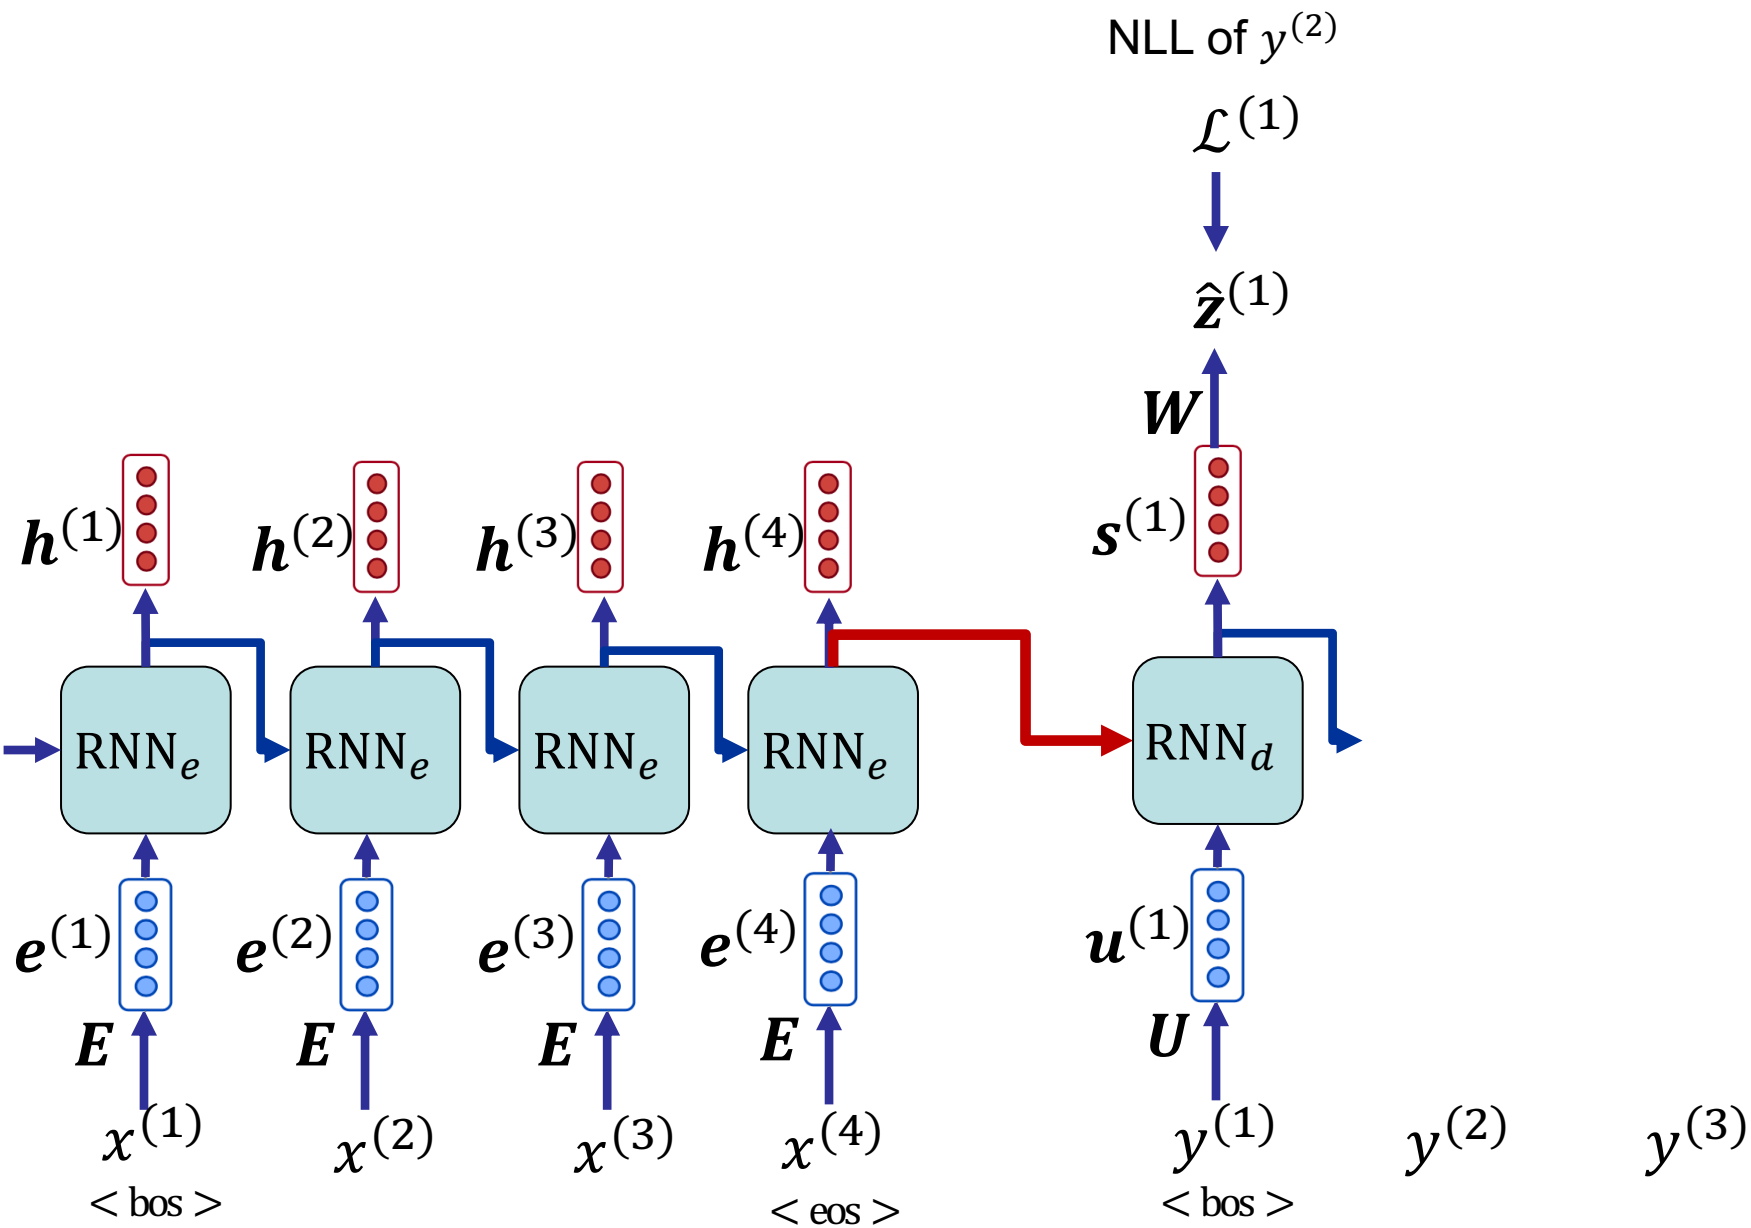 NLL of y^(2)
ℒ^(1)
ẑ^(1)
W
h^(1) h^(2) h^(3) h^(4) s^(1)
RNN_e RNN_e RNN_e RNN_e RNN_d
e^(1) e^(2) e^(3) e^(4) u^(1)
E E E E U
x^(1) x^(2) x^(3) x^(4) y^(1) y^(2) y^(3)
< bos > < eos > < bos >